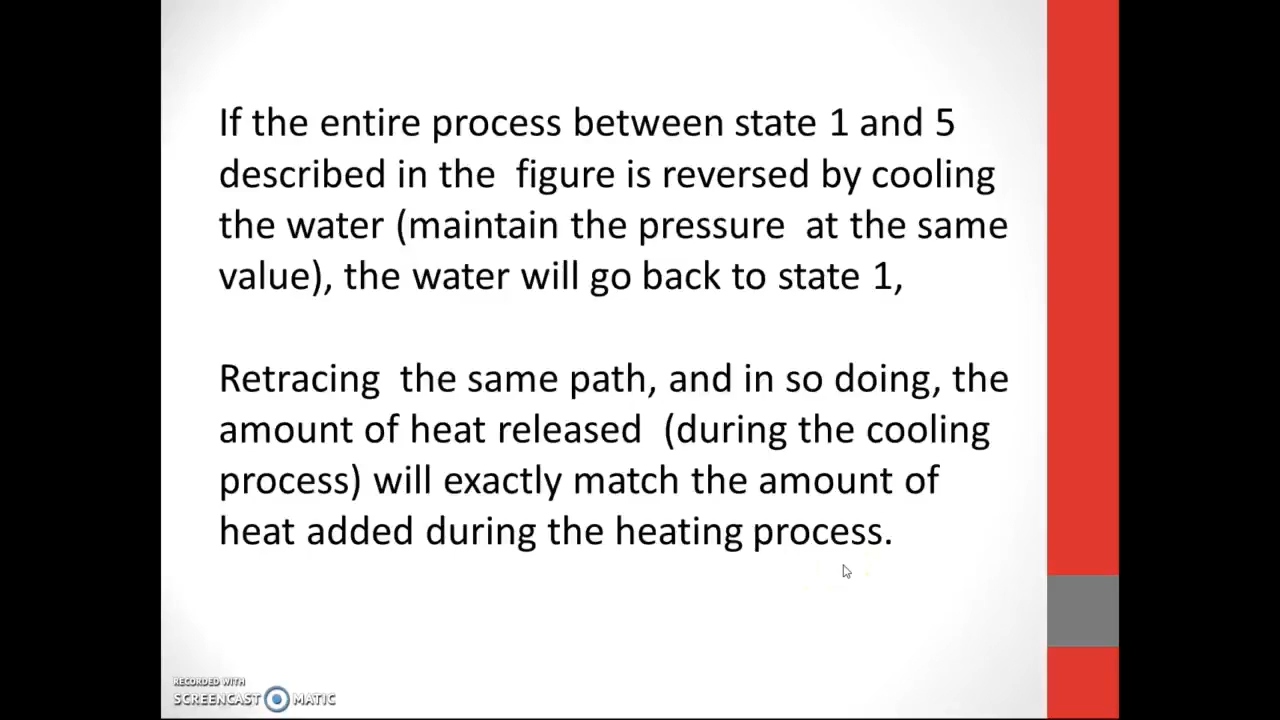 If the entire process between state 1 and 5
described in the figure is reversed by cooling
the water (maintain the pressure at the same
value), the water will go back to state 1,
Retracing the same path, and in so doing, the
amount of heat released (during the cooling
process) will exactly match the amount of
heat added during the heating process.
RECORDED WITH
SCREENCAST MATIC